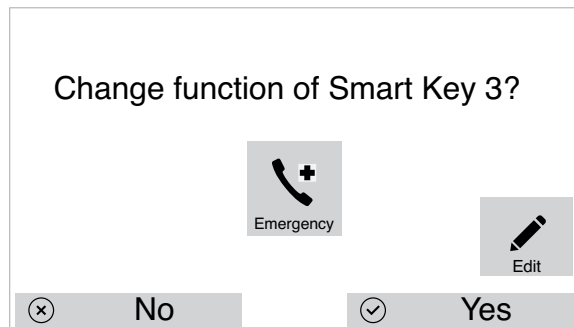 Change function of Smart Key 3?
Emergency
Edit
No
Yes